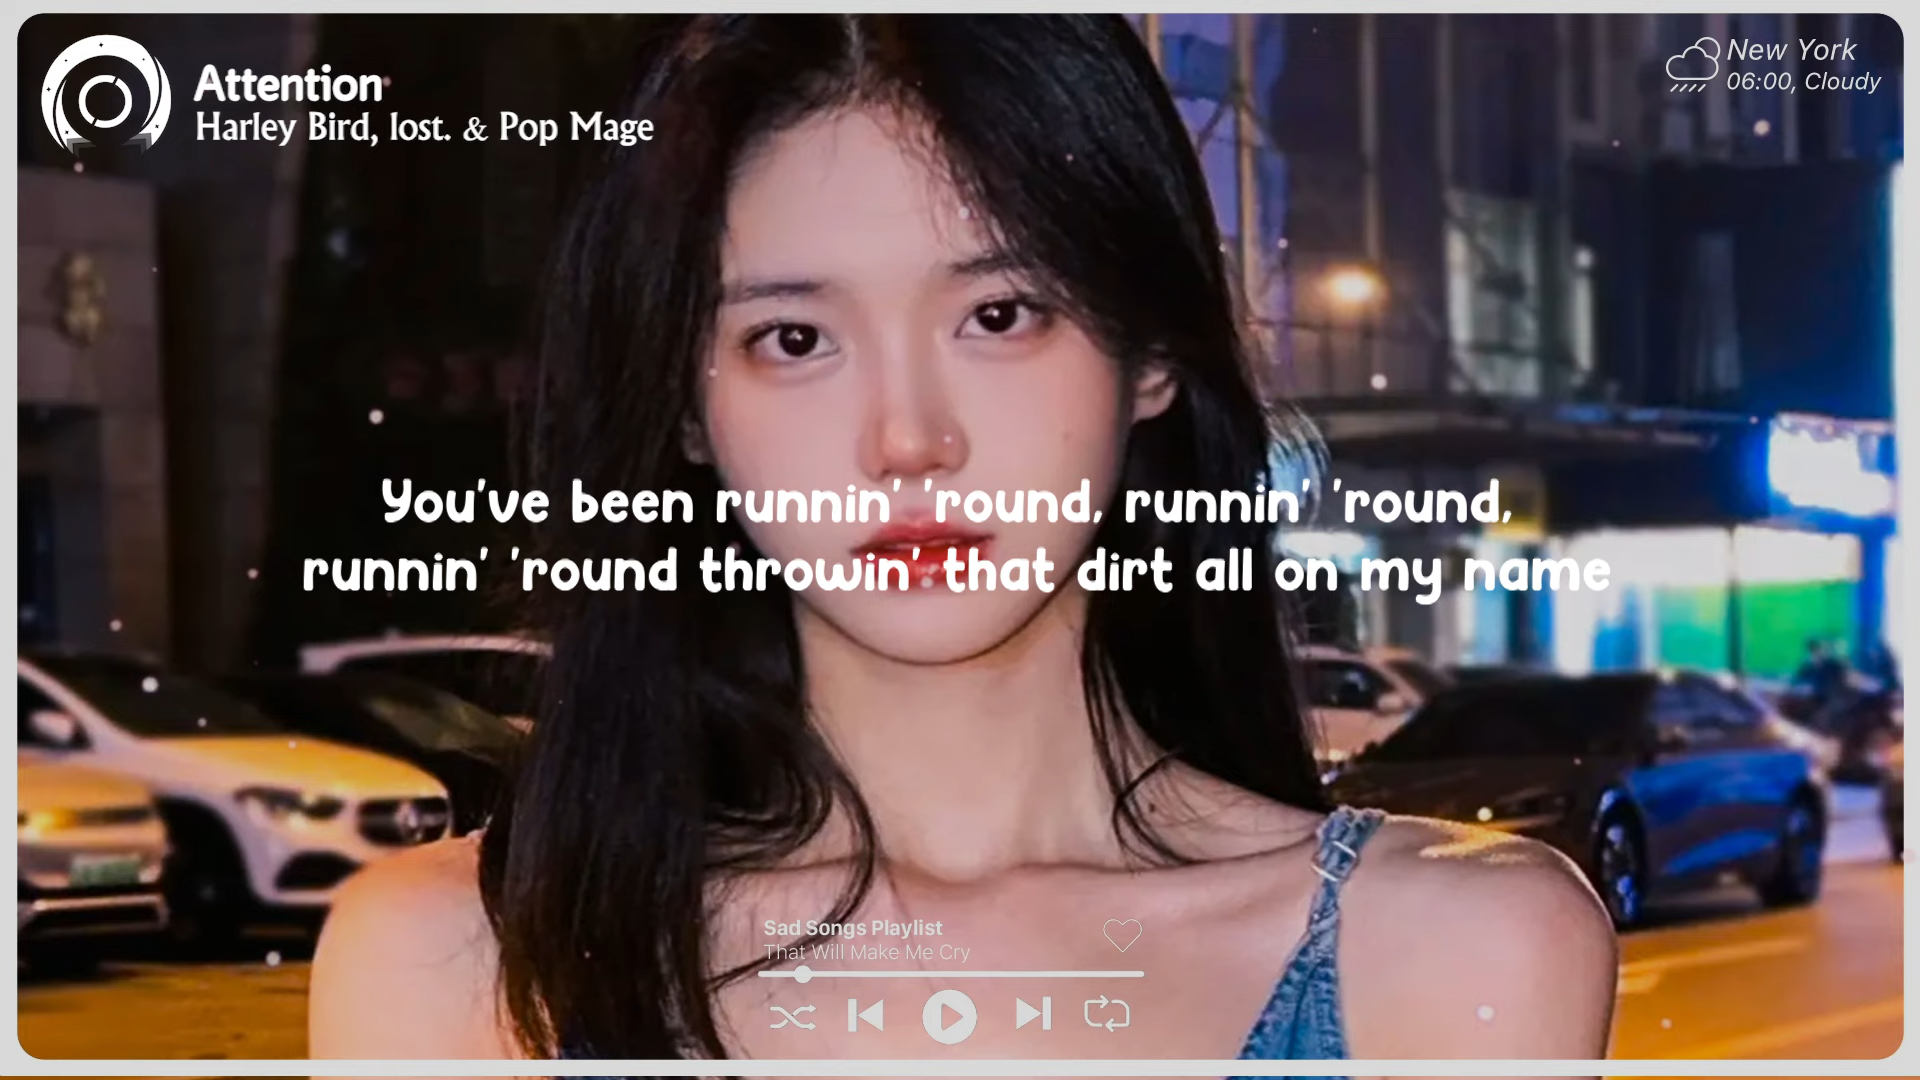 Attention
Harley Bird, lost. & Pop Mage
New York
06:00, Cloudy
You've been runnin' 'round, runnin' 'round,
runnin' 'round throwin' that dirt all on my name
Sad Songs Playlist
That Will Make Me Cry